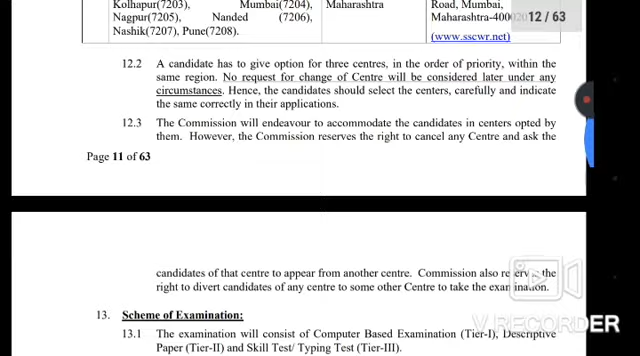 Kolhapur(7203), Mumbai(7204), Maharashtra Road, Mumbai,
Nagpur(7205), Nanded (7206), Maharashtra-400020
Nashik(7207), Pune(7208). (www.sscwr.net)
12/63
12.2 A candidate has to give option for three centres, in the order of priority, within the
same region. No request for change of Centre will be considered later under any
circumstances. Hence, the candidates should select the centers, carefully and indicate
the same correctly in their applications.
12.3 The Commission will endeavour to accommodate the candidates in centers opted by
them. However, the Commission reserves the right to cancel any Centre and ask the
Page 11 of 63
candidates of that centre to appear from another centre. Commission also reserves the
right to divert candidates of any centre to some other Centre to take the examination.
13. Scheme of Examination:
13.1 The examination will consist of Computer Based Examination (Tier-I), Descriptive
Paper (Tier-II) and Skill Test/ Typing Test (Tier-III).
V RECORDER